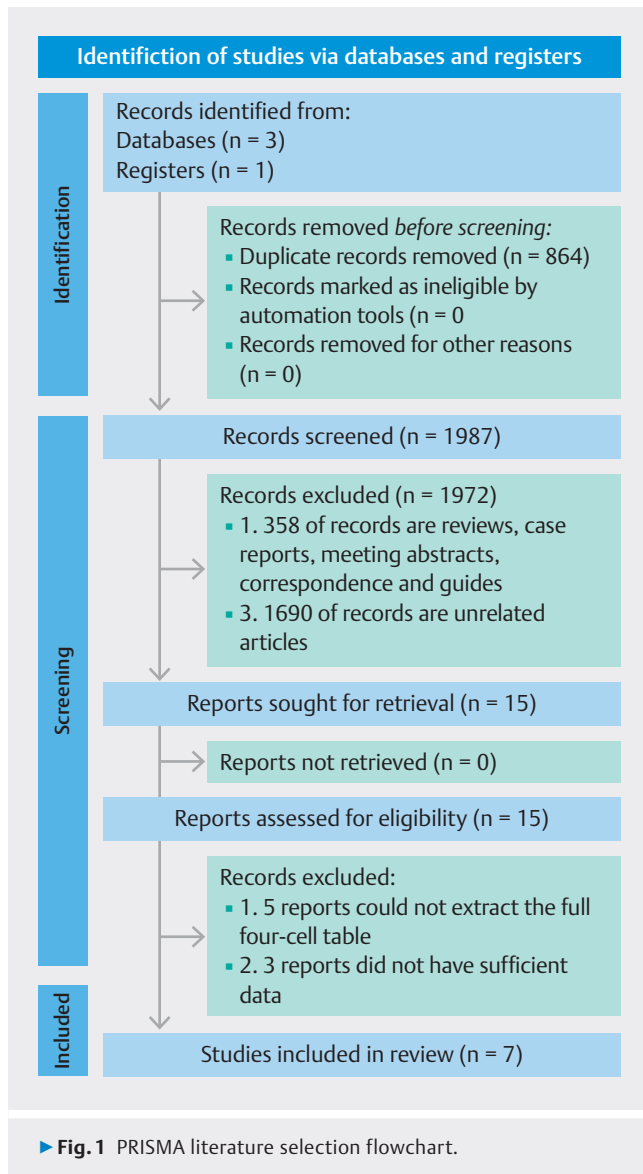 Identifiction of studies via databases and registers
Identification
Records identified from:
Databases (n = 3)
Registers (n = 1)
Records removed before screening:
▪ Duplicate records removed (n = 864)
▪ Records marked as ineligible by
automation tools (n = 0
▪ Records removed for other reasons
(n = 0)
Screening
Records screened (n = 1987)
Records excluded (n = 1972)
▪ 1. 358 of records are reviews, case
reports, meeting abstracts,
correspondence and guides
▪ 3. 1690 of records are unrelated
articles
Reports sought for retrieval (n = 15)
Reports not retrieved (n = 0)
Reports assessed for eligibility (n = 15)
Records excluded:
▪ 1. 5 reports could not extract the full
four-cell table
▪ 2. 3 reports did not have sufficient
data
Included
Studies included in review (n = 7)
►Fig. 1 PRISMA literature selection flowchart.